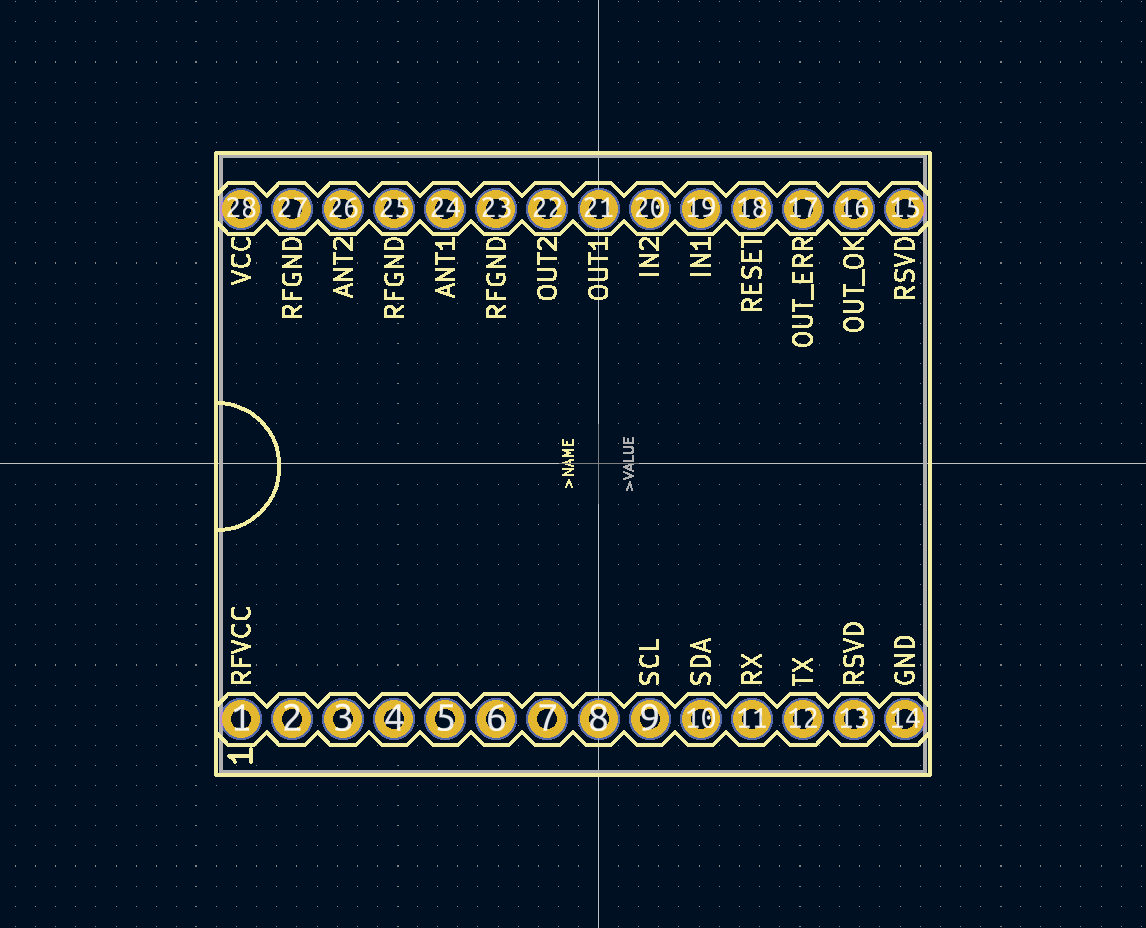 28 27 26 25 24 23 22 21 20 19 18 17 16 15
VCC RFGND ANT2 RFGND ANT1 RFGND OUT2 OUT1 IN2 IN1 RESET OUT_ERR OUT_OK RSVD
>NAME
>VALUE
RFVCC SCL SDA RX TX RSVD GND
1 2 3 4 5 6 7 8 9 10 11 12 13 14
1